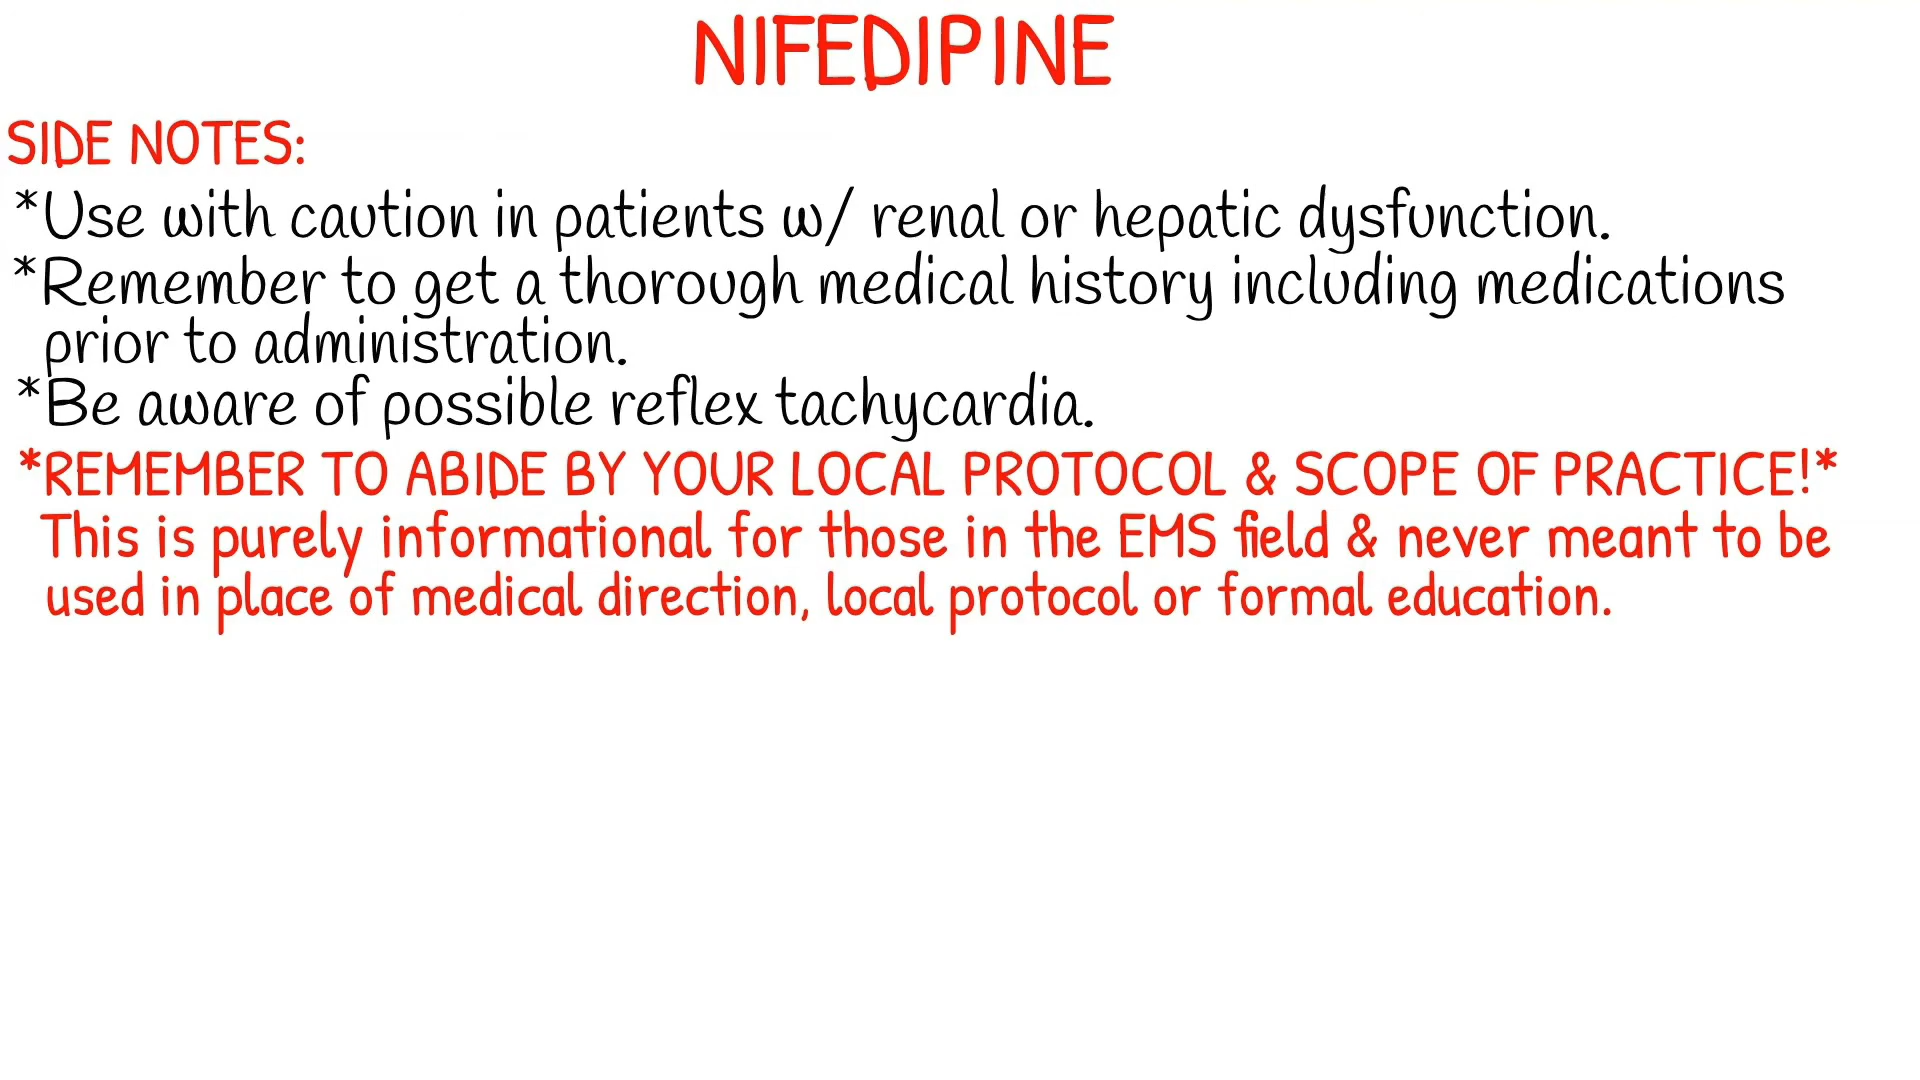 NIFEDIPINE
SIDE NOTES:
*Use with caution in patients w/ renal or hepatic dysfunction.
*Remember to get a thorough medical history including medications
prior to administration.
*Be aware of possible reflex tachycardia.
*REMEMBER TO ABIDE BY YOUR LOCAL PROTOCOL & SCOPE OF PRACTICE!*
This is purely informational for those in the EMS field & never meant to be
used in place of medical direction, local protocol or formal education.